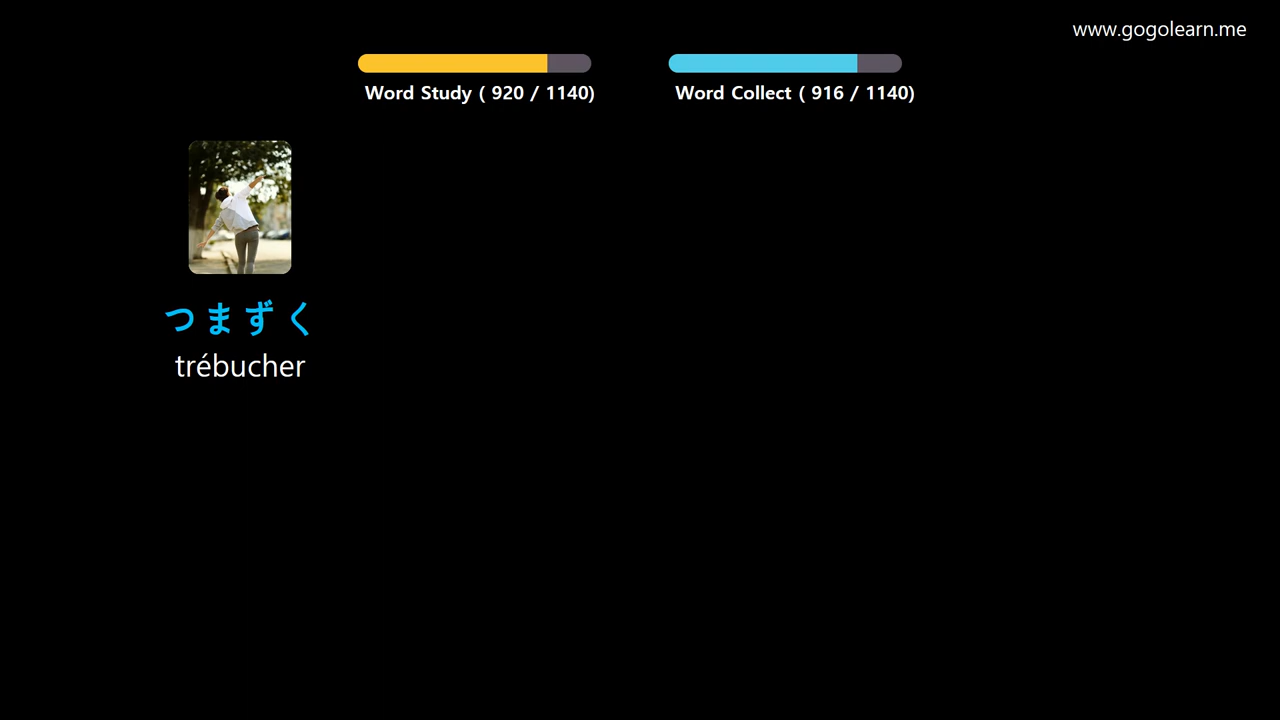 www.gogolearn.me
Word Study ( 920 / 1140)
Word Collect ( 916 / 1140)
つまずく
trébucher